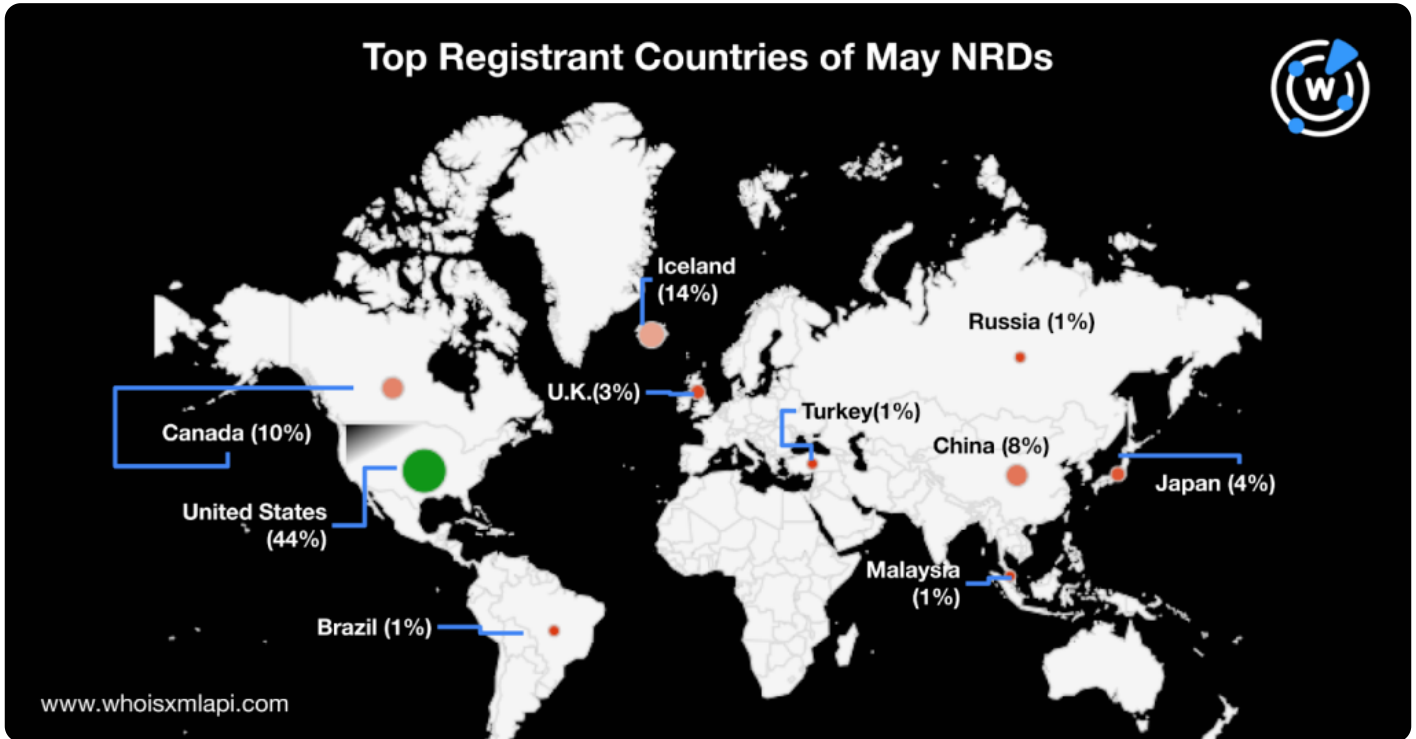 Top Registrant Countries of May NRDs
W
Iceland
(14%)
Russia (1%)
U.K.(3%)
Turkey(1%)
Canada (10%)
China (8%)
Japan (4%)
United States
(44%)
Malaysia
(1%)
Brazil (1%)
www.whoisxmlapi.com